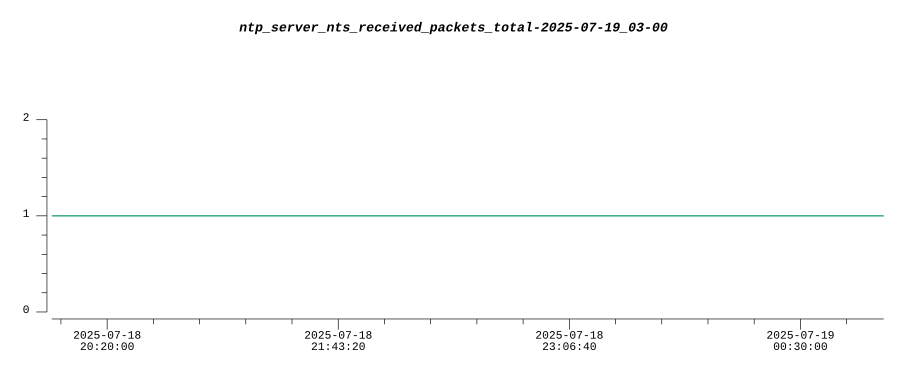 ntp_server_nts_received_packets_total-2025-07-19_03-00
2
1
0
2025-07-18 2025-07-18 2025-07-18 2025-07-19
20:20:00 21:43:20 23:06:40 00:30:00